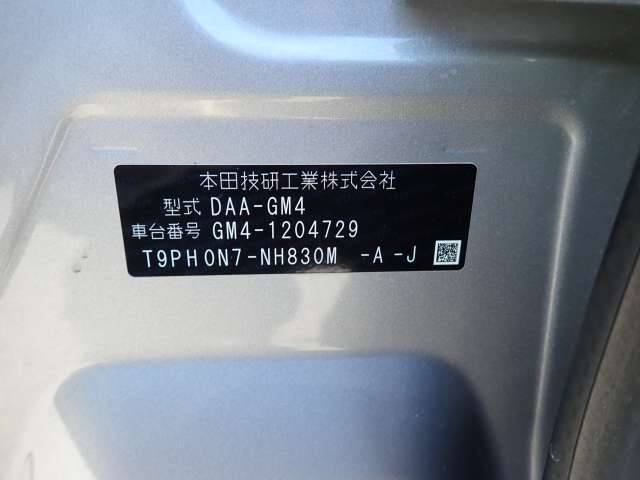 本田技研工業株式会社
型式 DAA-GM4
車台番号 GM4-1204729
T9PH0N7-NH830M -A -J